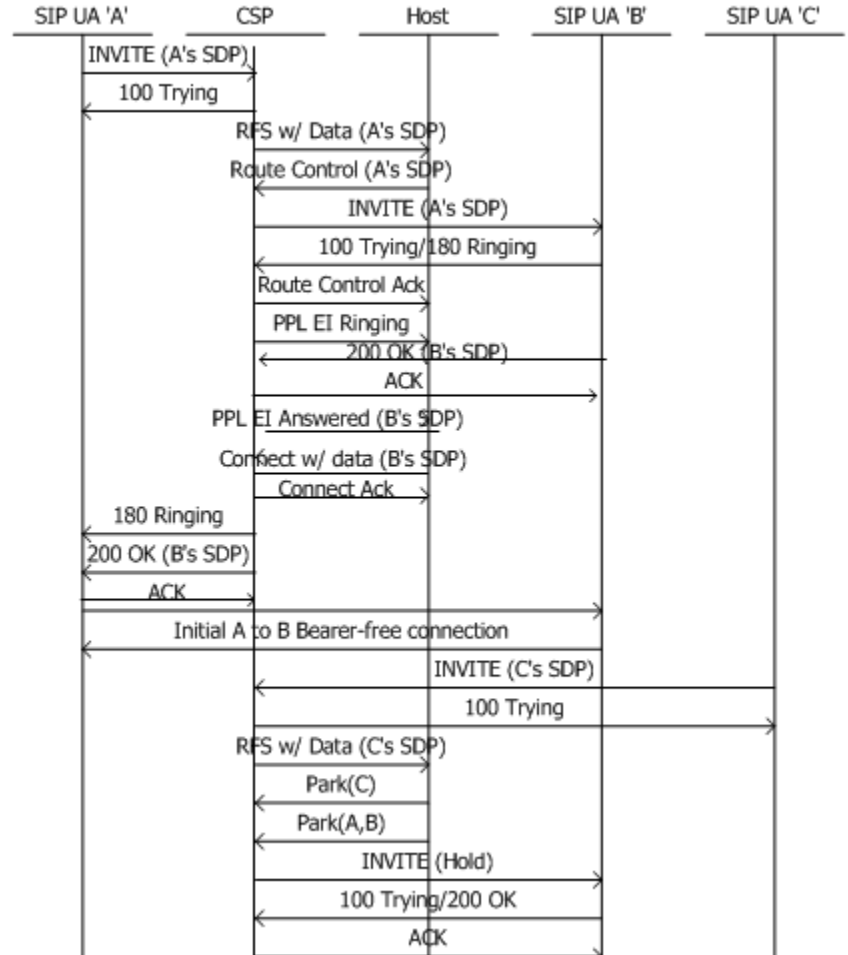 SIP UA 'A' CSP Host SIP UA 'B' SIP UA 'C'
INVITE (A's SDP)
100 Trying
RFS w/ Data (A's SDP)
Route Control (A's SDP)
INVITE (A's SDP)
100 Trying/180 Ringing
Route Control Ack
PPL EI Ringing
200 OK (B's SDP)
ACK
PPL EI Answered (B's SDP)
Connect w/ data (B's SDP)
Connect Ack
180 Ringing
200 OK (B's SDP)
ACK
Initial A to B Bearer-free connection
INVITE (C's SDP)
100 Trying
RFS w/ Data (C's SDP)
Park(C)
Park(A,B)
INVITE (Hold)
100 Trying/200 OK
ACK